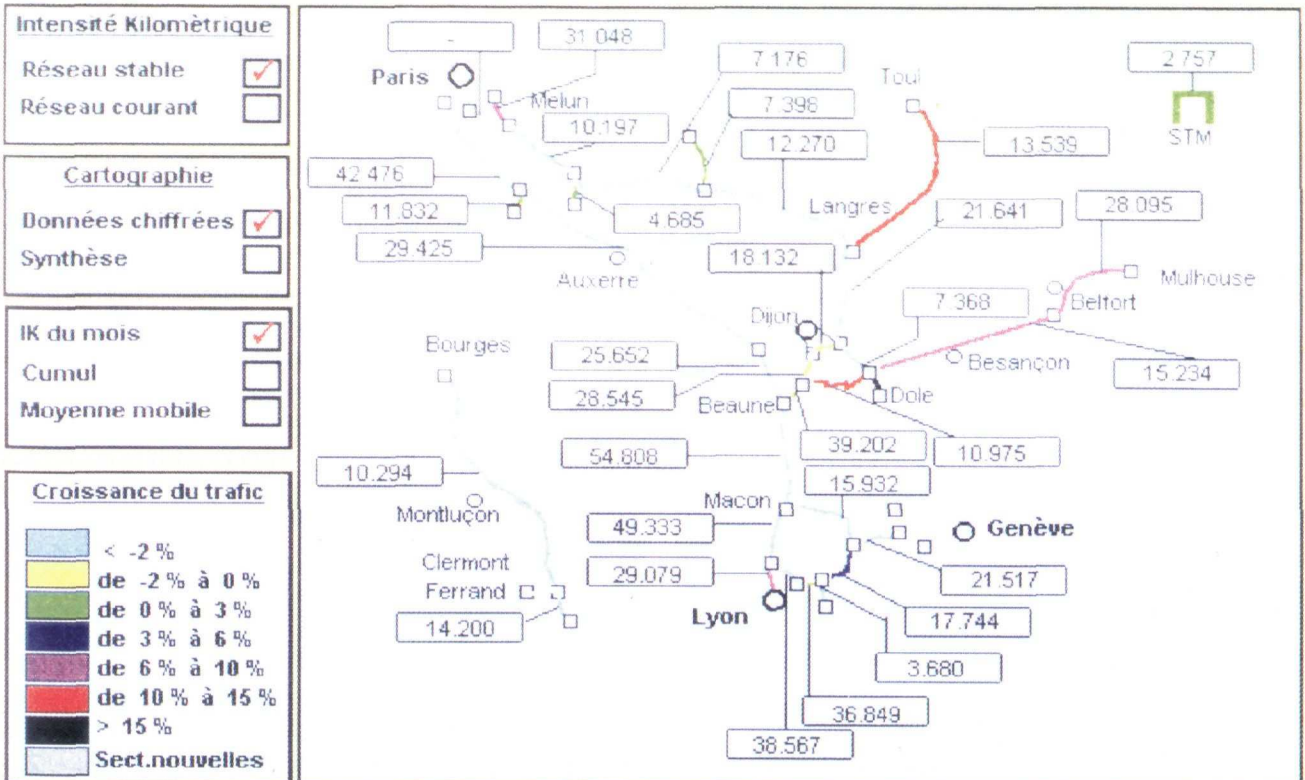 Intensité Kilomètrique
Réseau stable
Réseau courant
Cartographie
Données chiffrées
Synthèse
IK du mois
Cumul
Moyenne mobile
Croissance du trafic
< -2 %
de -2 % à 0 %
de 0 % à 3 %
de 3 % à 6 %
de 6 % à 10 %
de 10 % à 15 %
> 15 %
Sect.nouvelles
-
31.048
7.176
2.757
Paris
Toul
Melun
7.398
STM
10.197
12.270
13.539
42.476
11.832
4.685
Langres
21.641
28.095
29.425
18.132
Auxerre
Mulhouse
7.368
Belfort
Dijon
Bourges
25.652
Besançon
15.234
28.545
Beaune
Dole
39.202
10.975
54.808
10.294
15.932
Macon
Montluçon
49.333
Genève
Clermont
Ferrand
29.079
21.517
Lyon
17.744
14.200
3.680
36.849
38.567